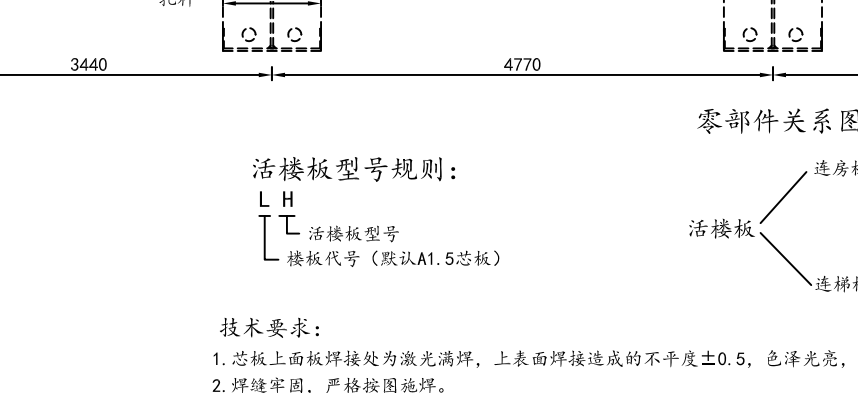 3440
4770
零部件关系图
活楼板型号规则：
L H
活楼板型号
楼板代号（默认A1.5芯板）
连房
活楼板
连梯
技术要求：
1.芯板上面板焊接处为激光满焊，上表面焊接造成的不平度±0.5，色泽光亮，
2.焊缝牢固，严格按图施焊。